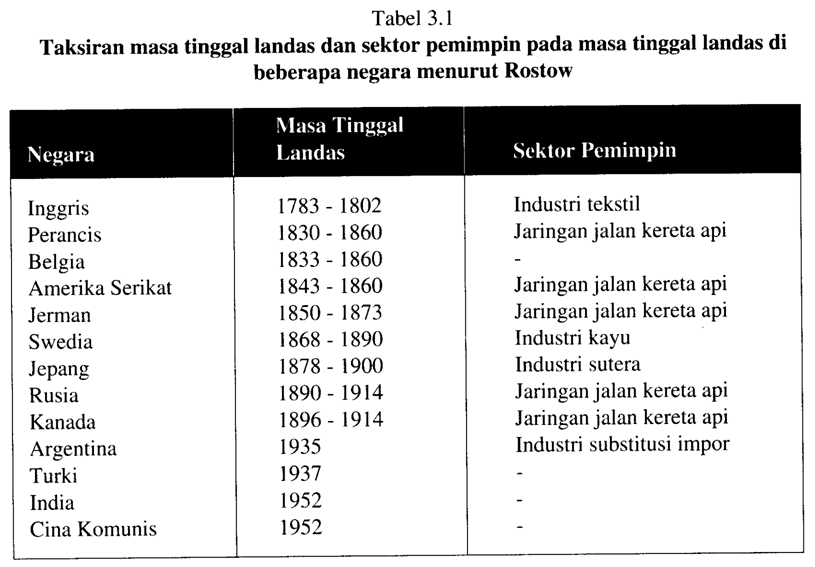 Tabel 3.1
Taksiran masa tinggal landas dan sektor pemimpin pada masa tinggal landas di
beberapa negara menurut Rostow
Negara Masa Tinggal Landas Sektor Pemimpin
Inggris 1783 - 1802 Industri tekstil
Perancis 1830 - 1860 Jaringan jalan kereta api
Belgia 1833 - 1860 -
Amerika Serikat 1843 - 1860 Jaringan jalan kereta api
Jerman 1850 - 1873 Jaringan jalan kereta api
Swedia 1868 - 1890 Industri kayu
Jepang 1878 - 1900 Industri sutera
Rusia 1890 - 1914 Jaringan jalan kereta api
Kanada 1896 - 1914 Jaringan jalan kereta api
Argentina 1935 Industri substitusi impor
Turki 1937 -
India 1952 -
Cina Komunis 1952 -